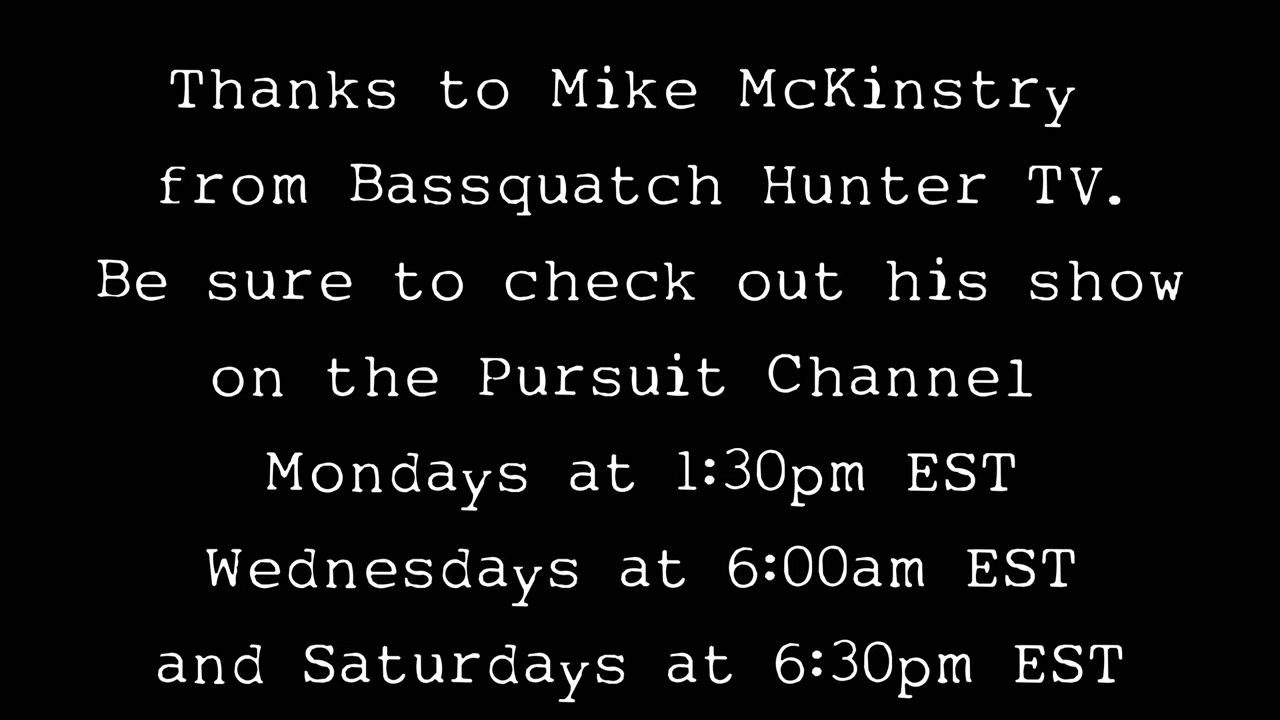 Thanks to Mike McKinstry
from Bassquatch Hunter TV.
Be sure to check out his show
on the Pursuit Channel
Mondays at 1:30pm EST
Wednesdays at 6:00am EST
and Saturdays at 6:30pm EST